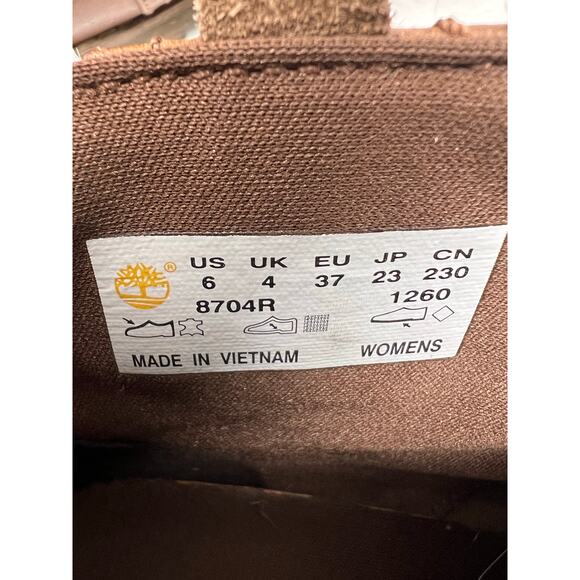 ® US UK EU JP CN
6 4 37 23 230
8704R 1260
MADE IN VIETNAM WOMENS